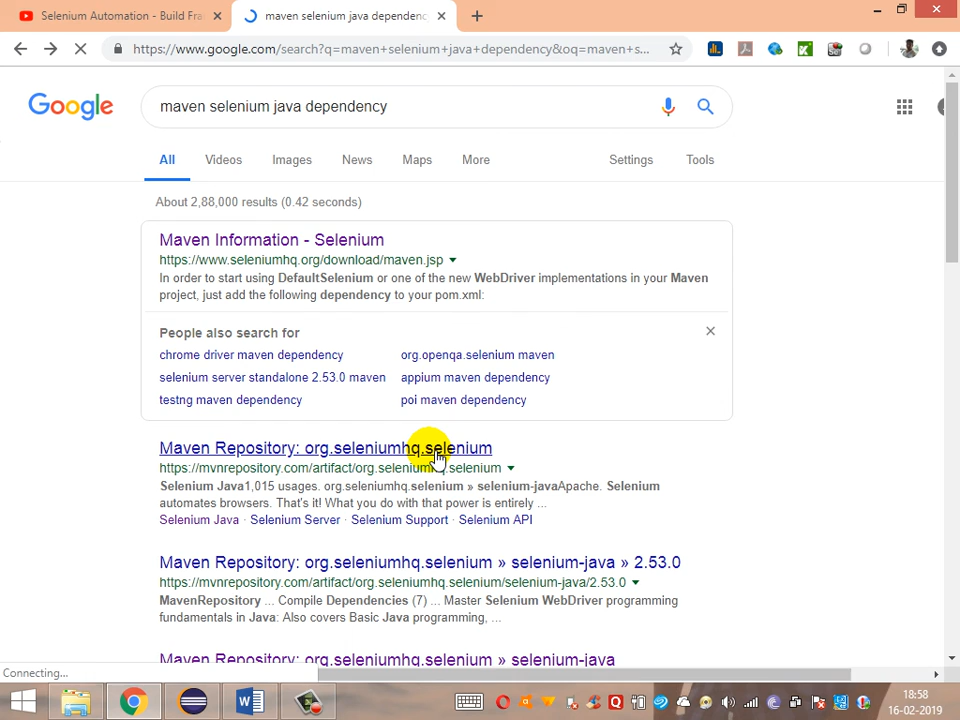 Selenium Automation - Build Fra
maven selenium java dependenc
https://www.google.com/search?q=maven+selenium+java+dependency&oq=maven+s...
Google
maven selenium java dependency
All
Videos
Images
News
Maps
More
Settings
Tools
About 2,88,000 results (0.42 seconds)
Maven Information - Selenium
https://www.seleniumhq.org/download/maven.jsp
In order to start using DefaultSelenium or one of the new WebDriver implementations in your Maven
project, just add the following dependency to your pom.xml:
People also search for
chrome driver maven dependency
org.openqa.selenium maven
selenium server standalone 2.53.0 maven
appium maven dependency
testng maven dependency
poi maven dependency
Maven Repository: org.seleniumhq.selenium
https://mvnrepository.com/artifact/org.seleniumhq.selenium
Selenium Java1,015 usages. org.seleniumhq.selenium » selenium-javaApache. Selenium
automates browsers. That's it! What you do with that power is entirely ...
Selenium Java · Selenium Server · Selenium Support · Selenium API
Maven Repository: org.seleniumhq.selenium » selenium-java » 2.53.0
https://mvnrepository.com/artifact/org.seleniumhq.selenium/selenium-java/2.53.0
MavenRepository ... Compile Dependencies (7) ... Master Selenium WebDriver programming
fundamentals in Java: Also covers Basic Java programming, ...
Maven Repository: org.seleniumhq.selenium » selenium-java
Connecting...
18:58
16-02-2019